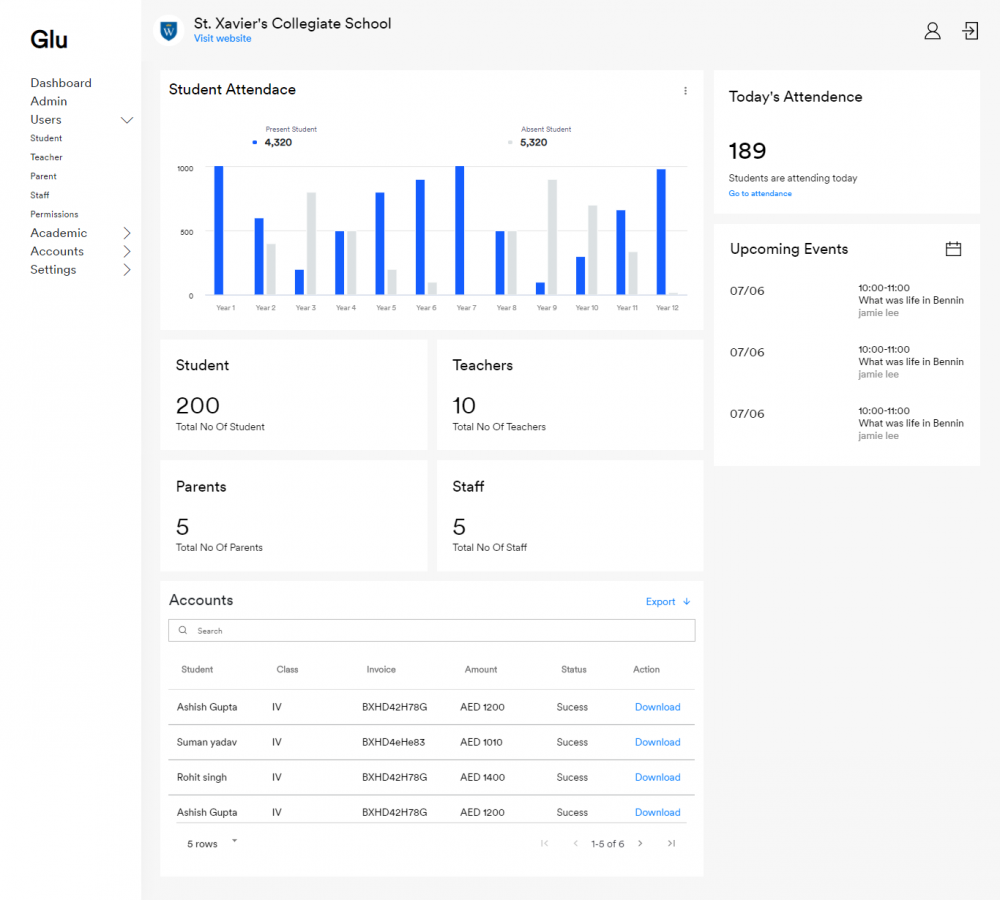 Glu
Dashboard
Admin
Users
Student
Teacher
Parent
Staff
Permissions
Academic
Accounts
Settings
W
St. Xavier's Collegiate School
Visit website
Student Attendace
Present Student
4,320
Absent Student
5,320
1000
500
0
Year 1 Year 2 Year 3 Year 4 Year 5 Year 6 Year 7 Year 8 Year 9 Year 10 Year 11 Year 12
Today's Attendence
189
Students are attending today
Go to attendance
Upcoming Events
07/06
10:00-11:00
What was life in Bennin
jamie lee
07/06
10:00-11:00
What was life in Bennin
jamie lee
07/06
10:00-11:00
What was life in Bennin
jamie lee
Student
200
Total No Of Student
Teachers
10
Total No Of Teachers
Parents
5
Total No Of Parents
Staff
5
Total No Of Staff
Accounts
Export
Search
Student Class Invoice Amount Status Action
Ashish Gupta IV BXHD42H78G AED 1200 Sucess Download
Suman yadav IV BXHD4eHe83 AED 1010 Sucess Download
Rohit singh IV BXHD42H78G AED 1400 Sucess Download
Ashish Gupta IV BXHD42H78G AED 1200 Sucess Download
5 rows
1-5 of 6